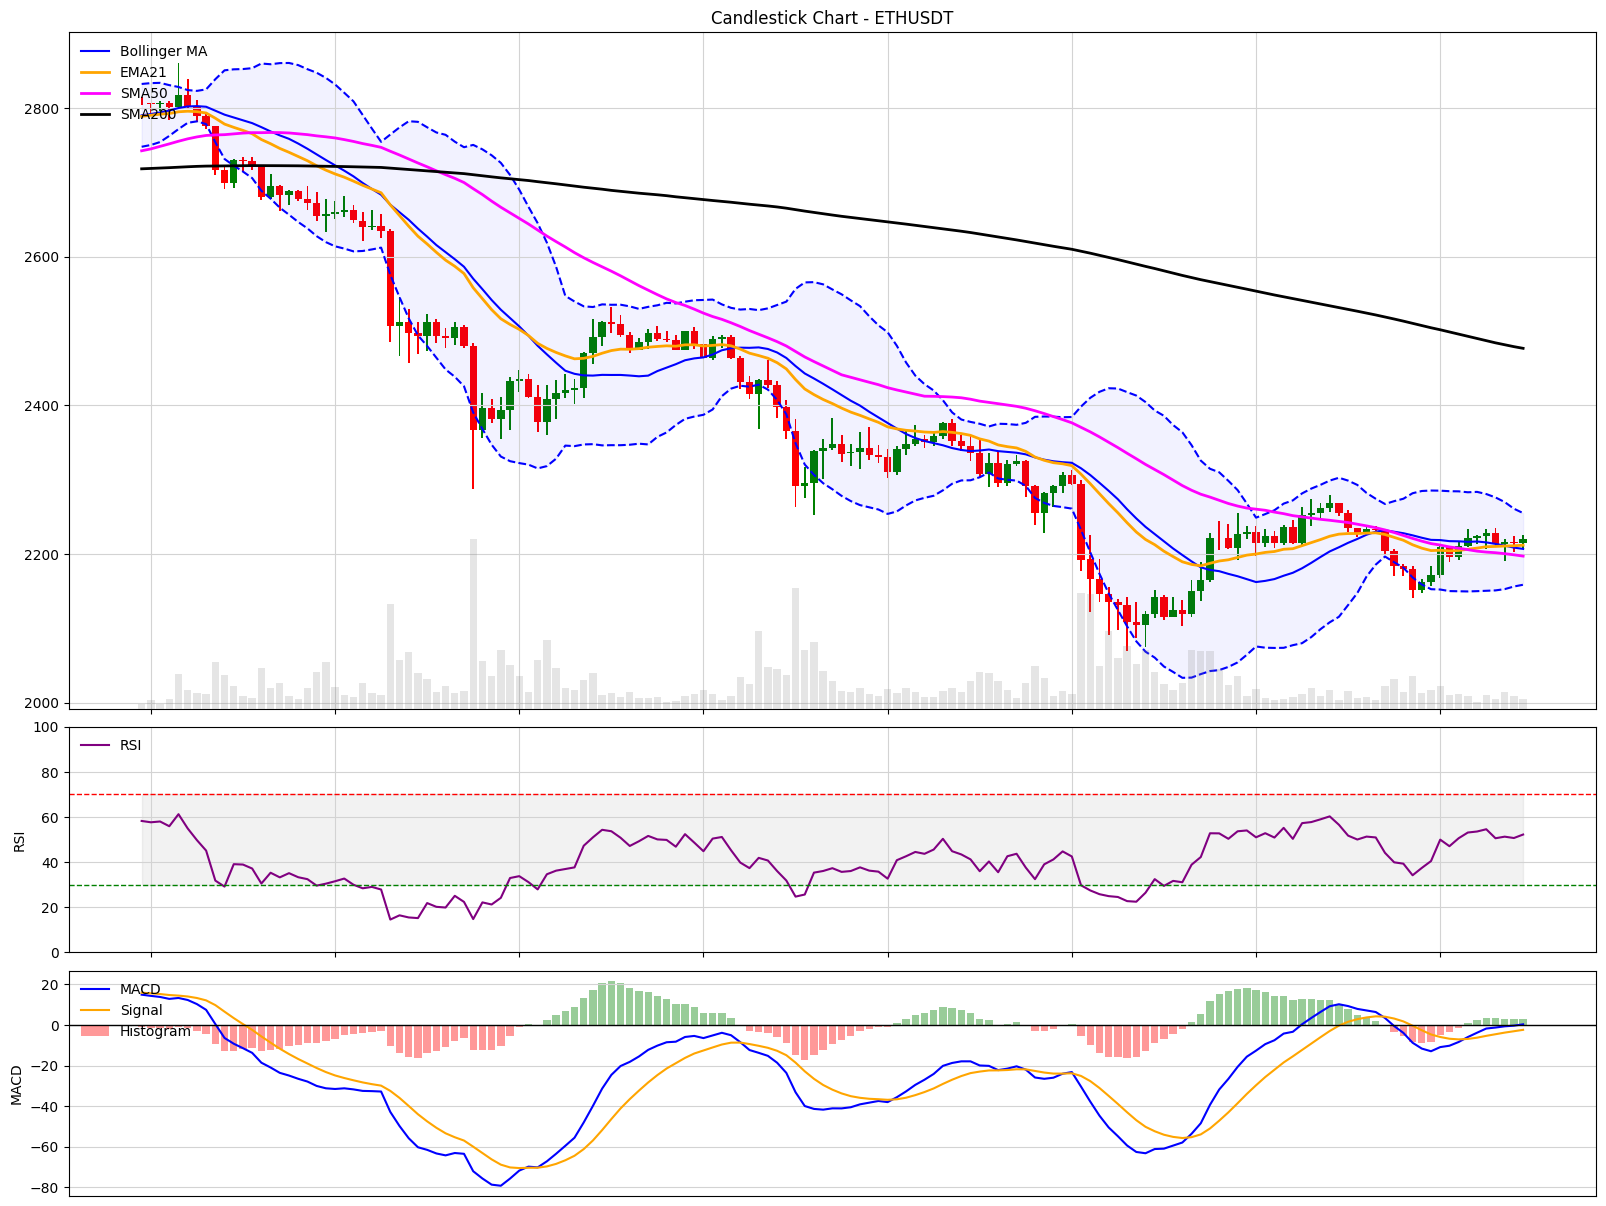 Candlestick Chart - ETHUSDT
Bollinger MA
EMA21
SMA50
SMA200
2800
2600
2400
2200
2000
RSI
100
80
60
40
20
0
RSI
MACD
Signal
Histogram
20
0
−20
−40
−60
−80
MACD